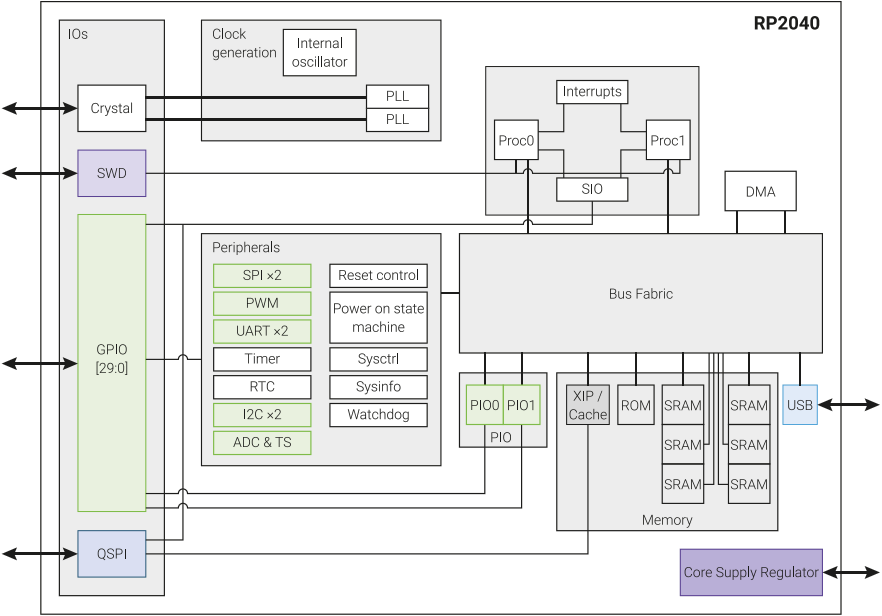 RP2040
IOs
Crystal
SWD
GPIO
[29:0]
QSPI
Clock
generation
Internal
oscillator
PLL
PLL
Interrupts
Proc0
Proc1
SIO
DMA
Peripherals
SPI ×2
PWM
UART ×2
Timer
RTC
I2C ×2
ADC & TS
Reset control
Power on state
machine
Sysctrl
Sysinfo
Watchdog
Bus Fabric
PIO0
PIO1
PIO
XIP /
Cache
ROM
SRAM
SRAM
SRAM
SRAM
SRAM
SRAM
Memory
USB
Core Supply Regulator